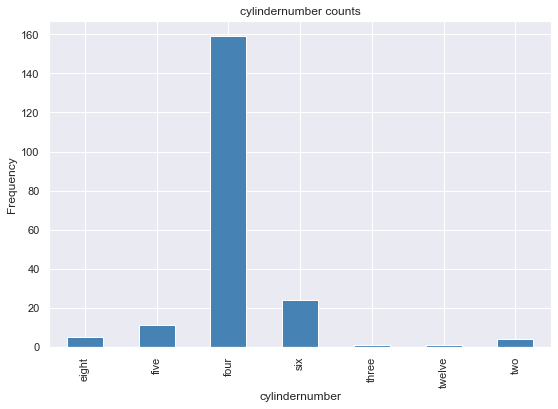 cylindernumber counts
Frequency
160
140
120
100
80
60
40
20
0
eight
five
four
six
three
twelve
two
cylindernumber